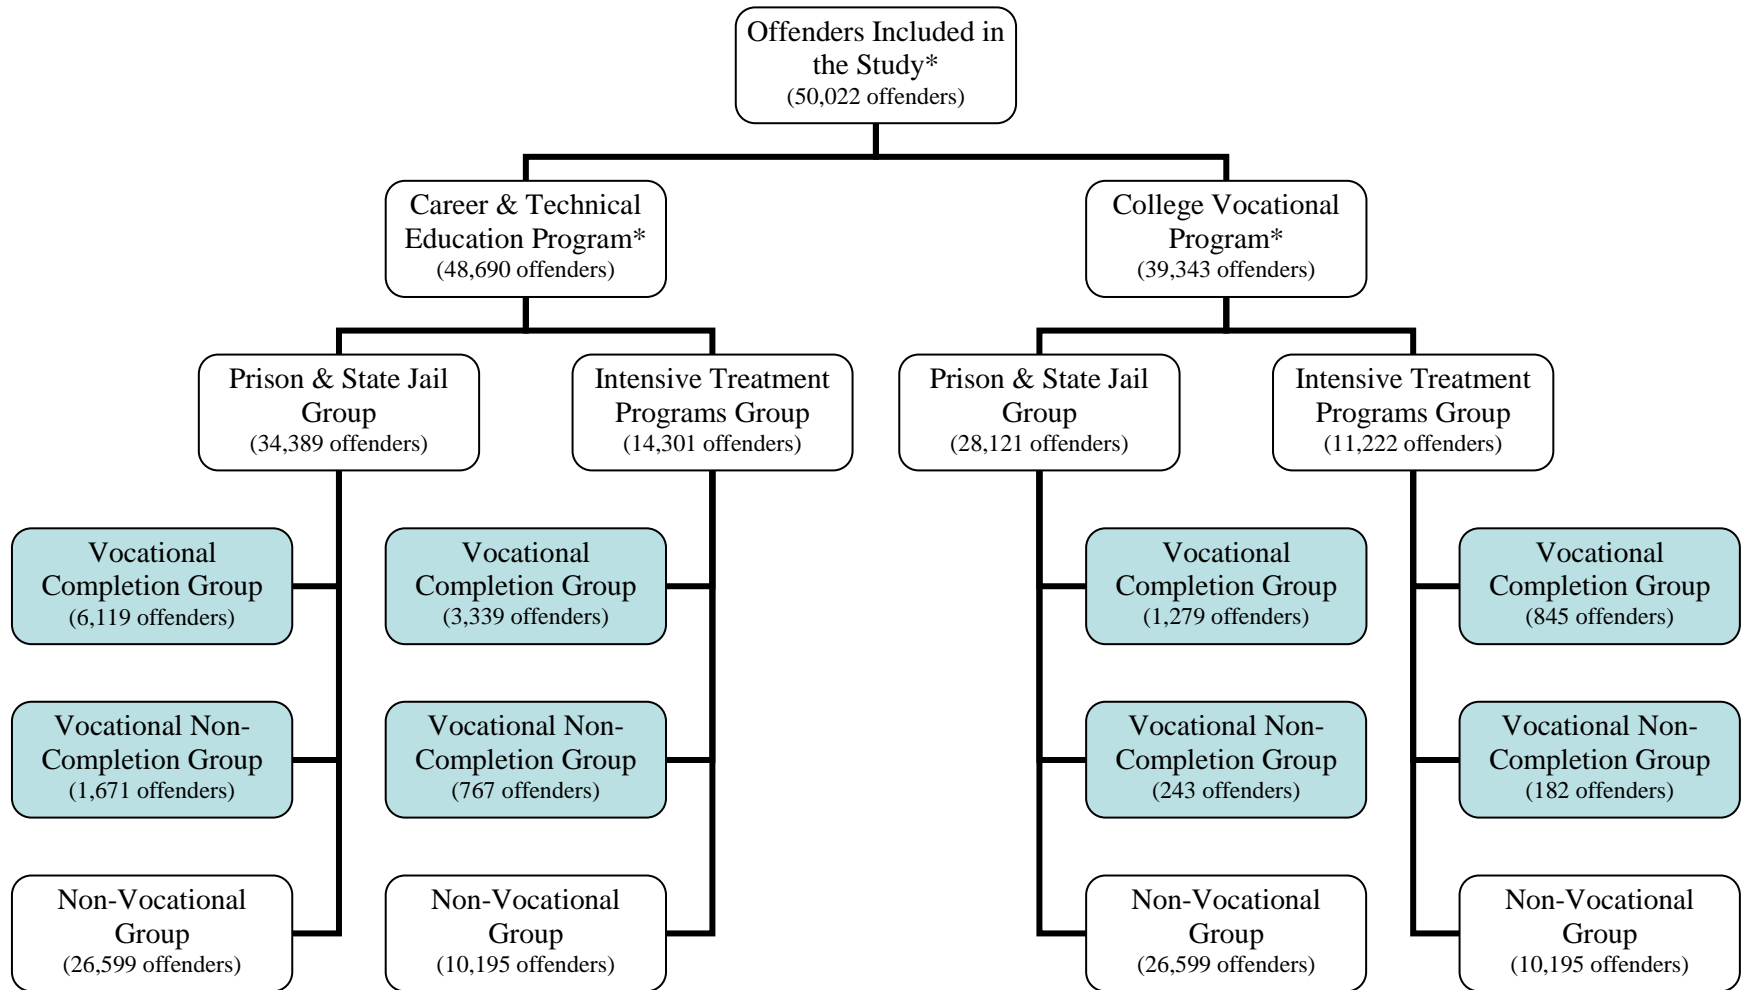 Offenders Included in
the Study*
(50,022 offenders)
Career & Technical
Education Program*
(48,690 offenders)
College Vocational
Program*
(39,343 offenders)
Prison & State Jail
Group
(34,389 offenders)
Intensive Treatment
Programs Group
(14,301 offenders)
Prison & State Jail
Group
(28,121 offenders)
Intensive Treatment
Programs Group
(11,222 offenders)
Vocational
Completion Group
(6,119 offenders)
Vocational
Completion Group
(3,339 offenders)
Vocational
Completion Group
(1,279 offenders)
Vocational
Completion Group
(845 offenders)
Vocational Non-
Completion Group
(1,671 offenders)
Vocational Non-
Completion Group
(767 offenders)
Vocational Non-
Completion Group
(243 offenders)
Vocational Non-
Completion Group
(182 offenders)
Non-Vocational
Group
(26,599 offenders)
Non-Vocational
Group
(10,195 offenders)
Non-Vocational
Group
(26,599 offenders)
Non-Vocational
Group
(10,195 offenders)